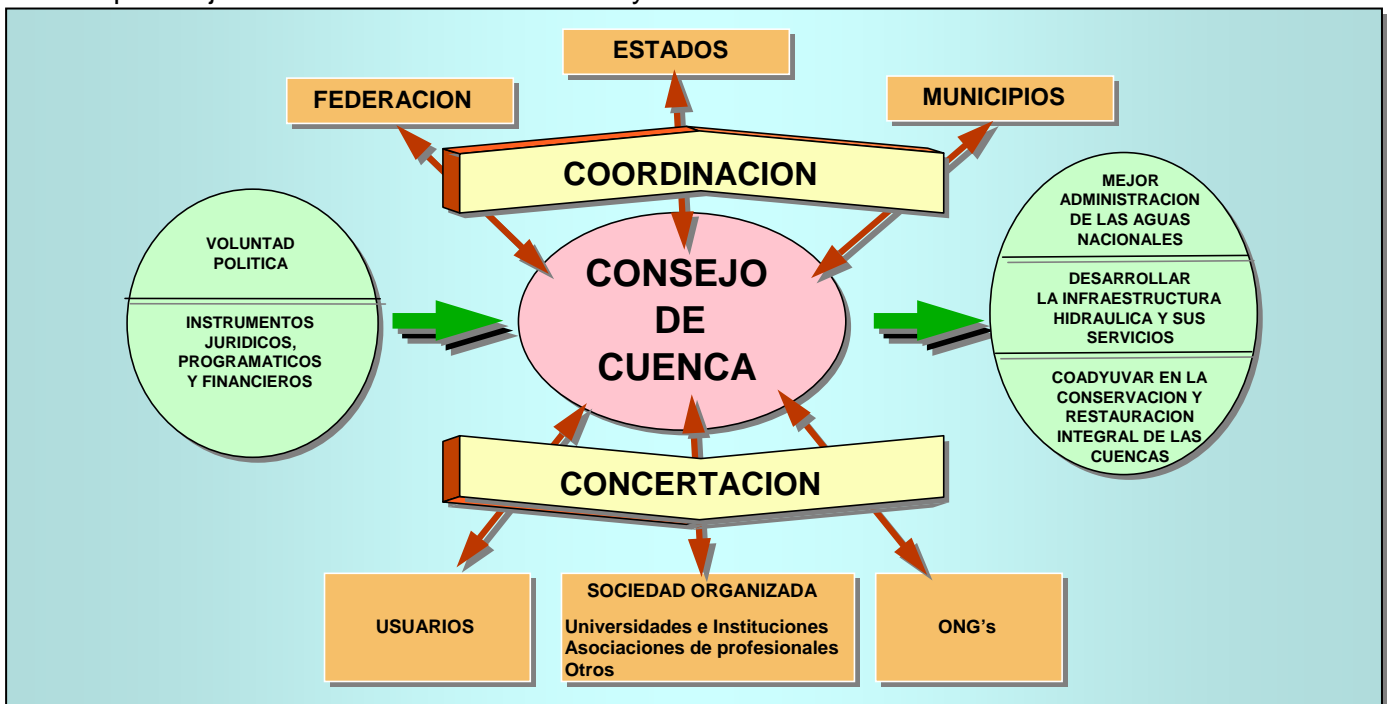 ESTADOS
FEDERACION
MUNICIPIOS
COORDINACION
VOLUNTAD
POLITICA
INSTRUMENTOS
JURIDICOS,
PROGRAMATICOS
Y FINANCIEROS
CONSEJO
DE
CUENCA
MEJOR
ADMINISTRACION
DE LAS AGUAS
NACIONALES
DESARROLLAR
LA INFRAESTRUCTURA
HIDRAULICA Y SUS
SERVICIOS
COADYUVAR EN LA
CONSERVACION Y
RESTAURACION
INTEGRAL DE LAS
CUENCAS
CONCERTACION
USUARIOS
SOCIEDAD ORGANIZADA
Universidades e Instituciones
Asociaciones de profesionales
Otros
ONG's